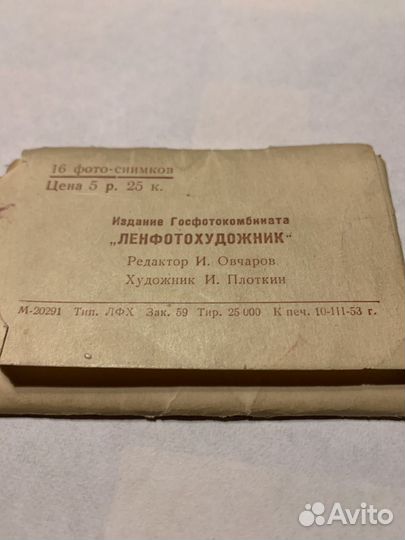 16 фото-снимков
Цена 5 р. 25 к.
Издание Госфотокомбината
„ЛЕНФОТОХУДОЖНИК"
Редактор И. Овчаров
Художник И. Плоткин
М-20291 Тип. ЛФХ Зак. 59 Тир. 25 000 К печ. 10-III-53 г.
Avito